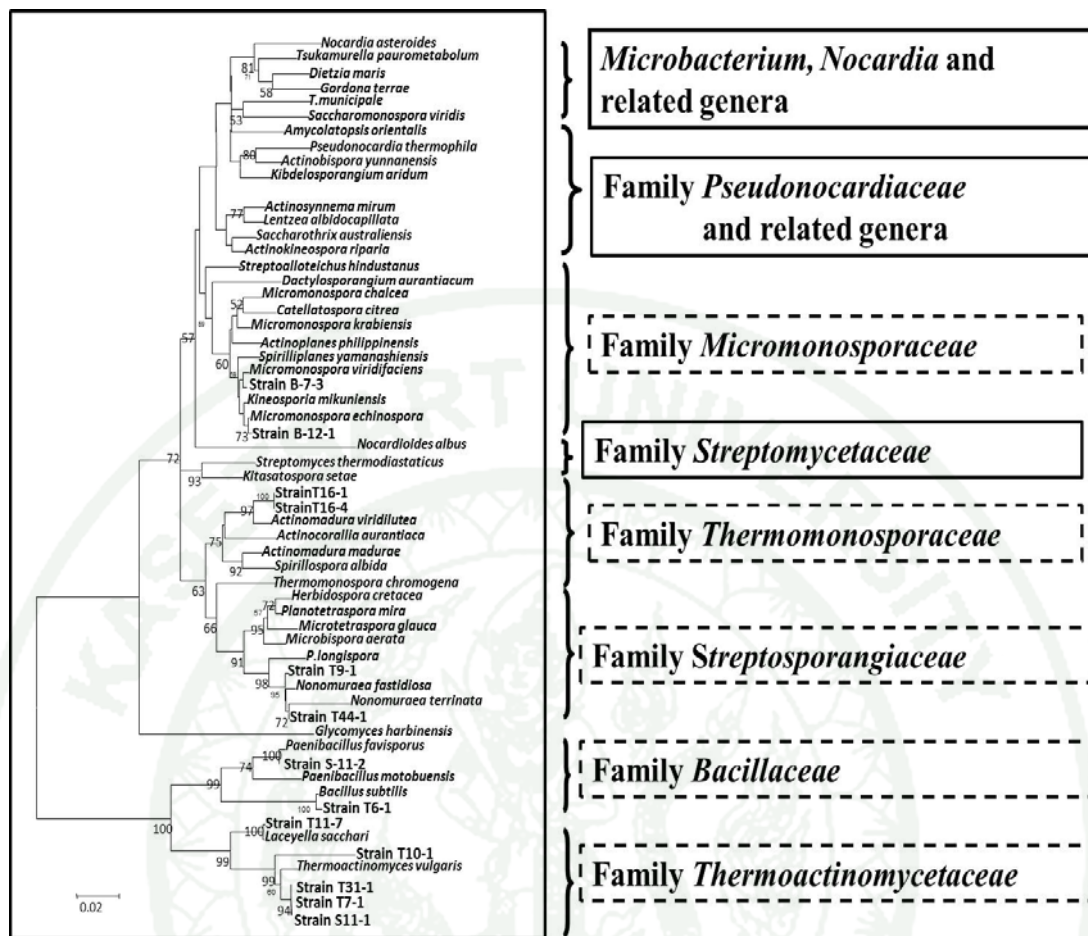 Nocardia asteroides
Tsukamurella paurometabolum
81
71
Dietzia maris
58
Gordona terrae
T.municipale
53
Saccharomonospora viridis
Amycolatopsis orientalis
Pseudonocardia thermophila
80
Actinobispora yunnanensis
Kibdelosporangium aridum
Actinosynnema mirum
77
Lentzea albidocapillata
Saccharothrix australiensis
Actinokineospora riparia
Streptoalloteichus hindustanus
Dactylosporangium aurantiacum
Micromonospora chalcea
52
Catellatospora citrea
Micromonospora krabiensis
57
Actinoplanes philippinensis
60
Spirilliplanes yamanashiensis
Micromonospora viridifaciens
Strain B-7-3
Kineosporia mikuniensis
Micromonospora echinospora
73
Strain B-12-1
Nocardioides albus
72
Streptomyces thermodiastaticus
93
Kitasatospora setae
100
StrainT16-1
97
StrainT16-4
Actinomadura viridilutea
75
Actinocorallia aurantiaca
Actinomadura madurae
92
Spirillospora albida
63
Thermomonospora chromogena
Herbidospora cretacea
72
57
Planotetraspora mira
66
95
Microtetraspora glauca
Microbispora aerata
91
P.longispora
98
Strain T9-1
95
Nonomuraea fastidiosa
Nonomuraea terrinata
72
Strain T44-1
Glycomyces harbinensis
Paenibacillus favisporus
100
74
Strain S-11-2
99
Paenibacillus motobuensis
Bacillus subtilis
100
Strain T6-1
100
Strain T11-7
100
Laceyella sacchari
99
Strain T10-1
Thermoactinomyces vulgaris
99
60
Strain T31-1
Strain T7-1
94
Strain S11-1
0.02
Microbacterium, Nocardia and
related genera
Family Pseudonocardiaceae
and related genera
Family Micromonosporaceae
Family Streptomycetaceae
Family Thermomonosporaceae
Family Streptosporangiaceae
Family Bacillaceae
Family Thermoactinomycetaceae